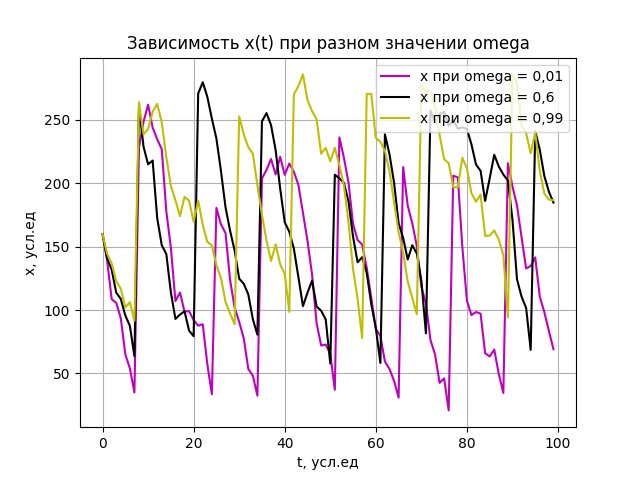 Зависимость x(t) при разном значении omega
x при omega = 0,01
x при omega = 0,6
x при omega = 0,99
x, усл.ед
250
200
150
100
50
0 20 40 60 80 100
t, усл.ед